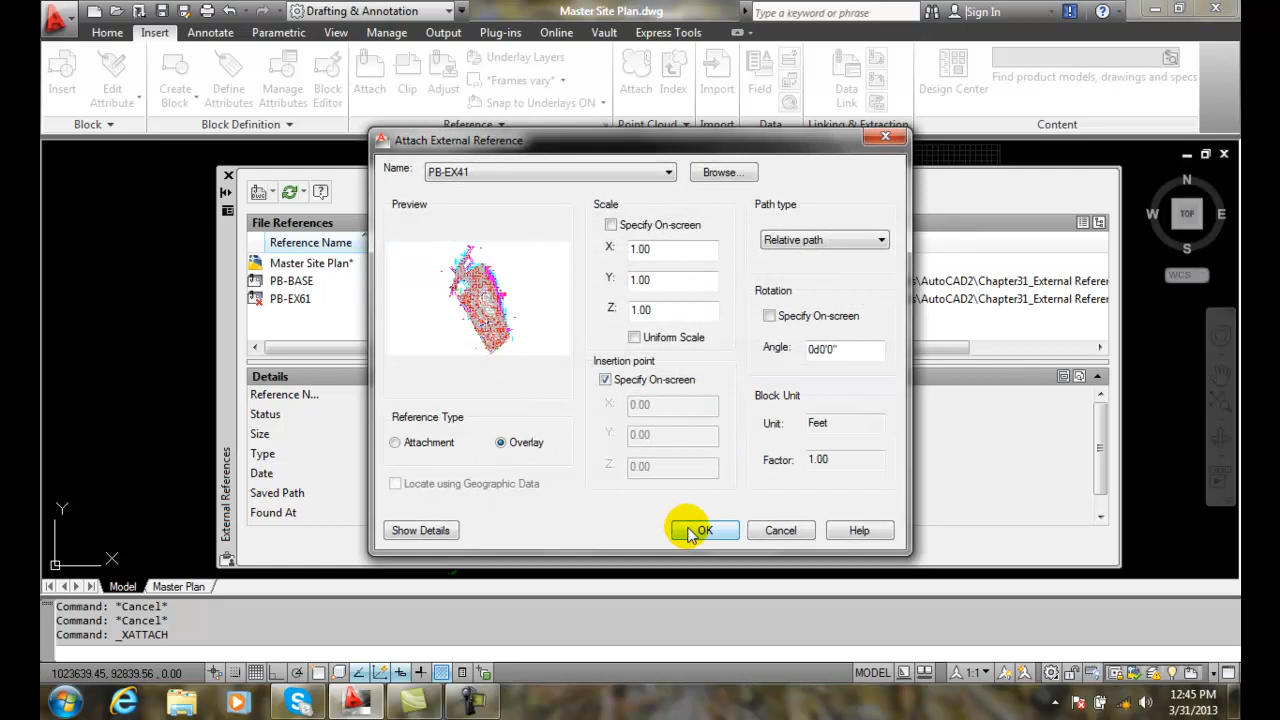 Drafting & Annotation
Master Site Plan.dwg
Type a keyword or phrase
Sign In
Home Insert Annotate Parametric View Manage Output Plug-ins Online Vault Express Tools
Insert
Edit Attribute
Create Block
Define Attributes
Manage Attributes
Block Editor
Attach
Clip
Adjust
Underlay Layers
*Frames vary*
Snap to Underlays ON
Attach
Index
Import
Field
Data Link
Design Center
Find product models, drawings and specs
Block
Block Definition
Reference
Point Cloud
Import
Data
Linking & Extraction
Content
Attach External Reference
Name: PB-EX41 Browse...
Preview
Scale
Specify On-screen
X: 1.00
Y: 1.00
Z: 1.00
Uniform Scale
Path type
Relative path
Rotation
Specify On-screen
Angle: 0d0'0"
Insertion point
Specify On-screen
X: 0.00
Y: 0.00
Z: 0.00
Block Unit
Unit: Feet
Factor: 1.00
Reference Type
Attachment Overlay
Locate using Geographic Data
Show Details OK Cancel Help
File References
Reference Name
Master Site Plan*
PB-BASE
s\AutoCAD2\Chapter31_External Referer
PB-EX61
s\AutoCAD2\Chapter31_External Referer
Details
Reference N...
Status
Size
Type
Date
Saved Path
Found At
External References
N
W TOP E
S
WCS
Y
X
Model Master Plan
Command: *Cancel*
Command: *Cancel*
Command: _XATTACH
1023639.45, 92839.56, 0.00
MODEL
1:1
12:45 PM
3/31/2013